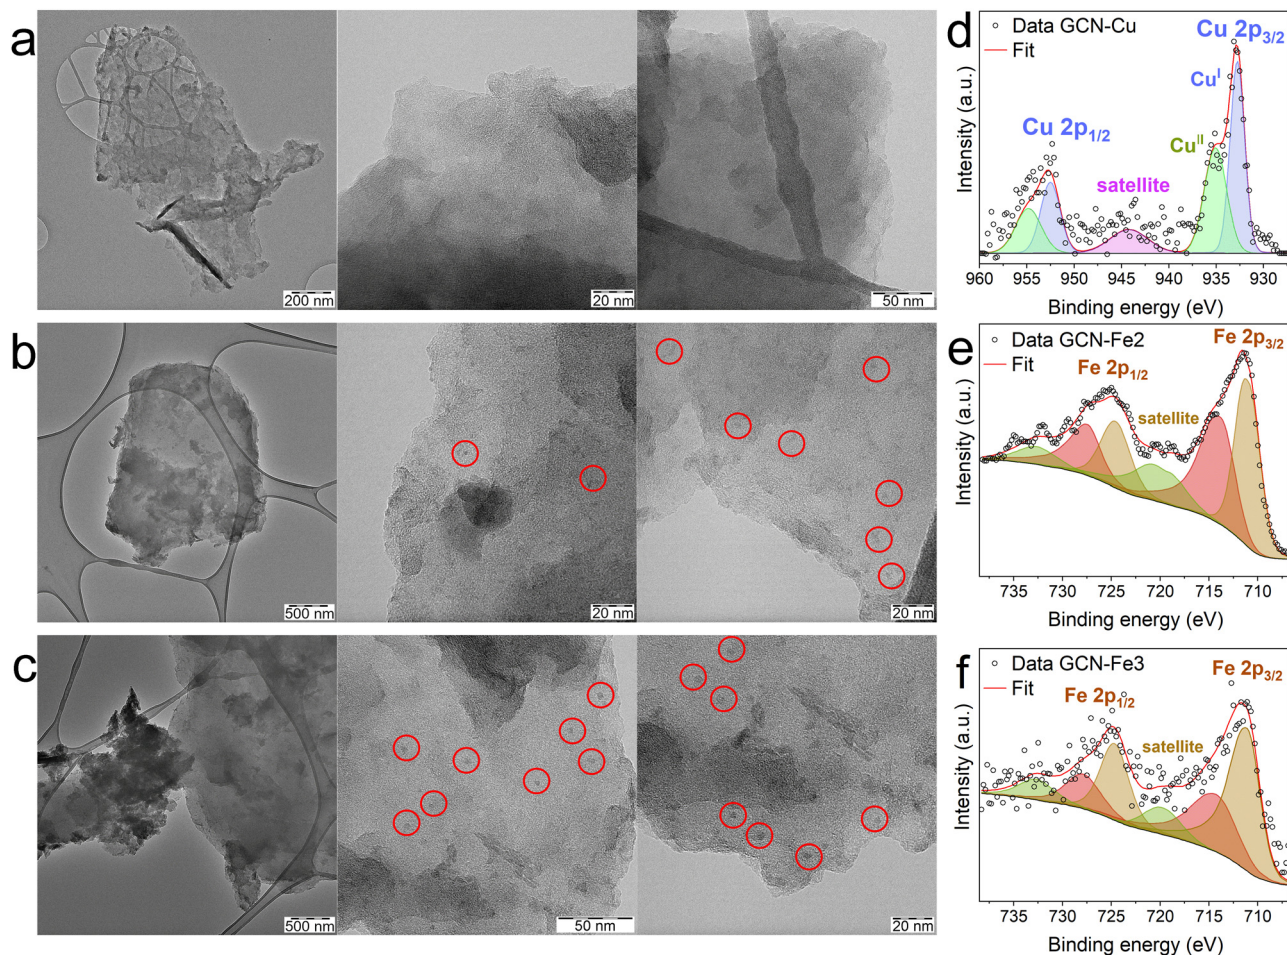 a
200 nm
20 nm
50 nm
b
500 nm
20 nm
20 nm
c
500 nm
50 nm
20 nm
d
Data GCN-Cu
Fit
Cu 2p3/2
CuI
Cu 2p1/2
CuII
satellite
Intensity (a.u.)
960 955 950 945 940 935 930
Binding energy (eV)
e
Data GCN-Fe2
Fit
Fe 2p3/2
Fe 2p1/2
satellite
Intensity (a.u.)
735 730 725 720 715 710
Binding energy (eV)
f
Data GCN-Fe3
Fit
Fe 2p3/2
Fe 2p1/2
satellite
Intensity (a.u.)
735 730 725 720 715 710
Binding energy (eV)